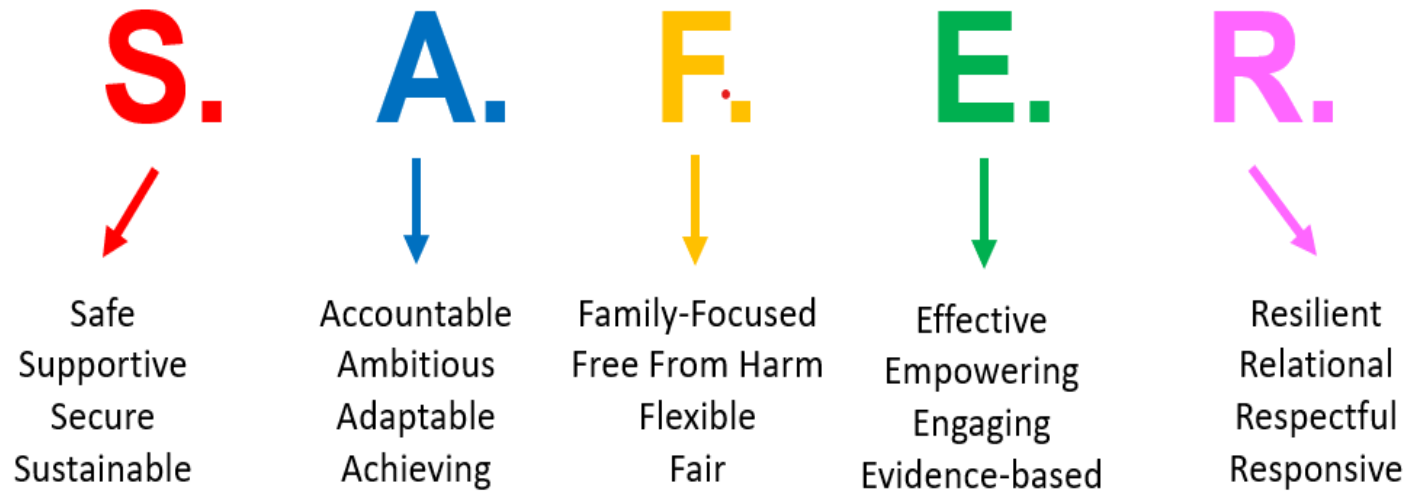 S. A. F. E. R.
Safe
Supportive
Secure
Sustainable
Accountable
Ambitious
Adaptable
Achieving
Family-Focused
Free From Harm
Flexible
Fair
Effective
Empowering
Engaging
Evidence-based
Resilient
Relational
Respectful
Responsive